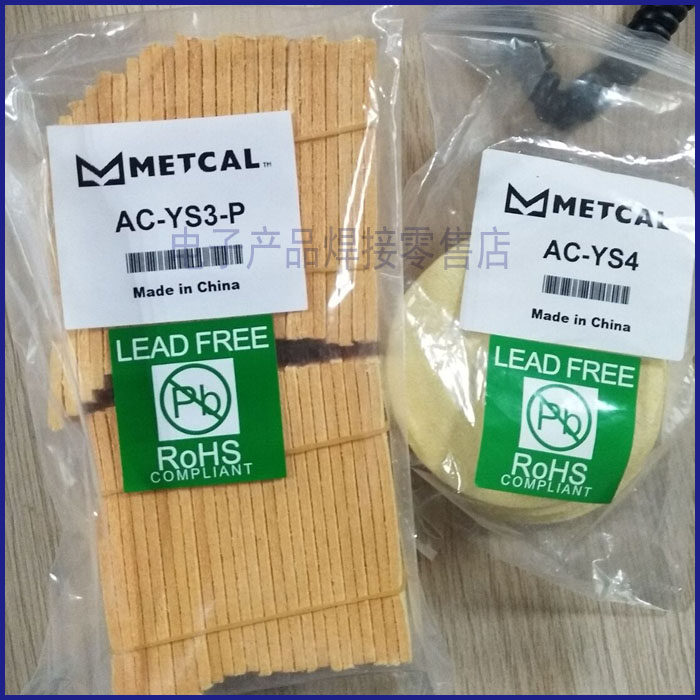 METCAL™
AC-YS3-P
电子产品焊接零售店
Made in China
LEAD FREE
Pb
RoHS
COMPLIANT
METCAL
AC-YS4
Made in China
LEAD FREE
Pb
RoHS
COMPLIANT